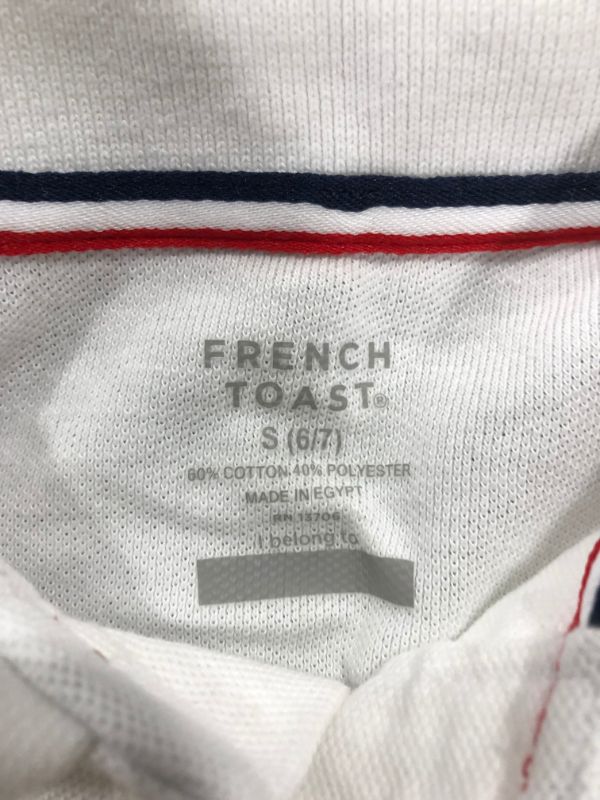 FRENCH
TOAST®
S (6/7)
60% COTTON 40% POLYESTER
MADE IN EGYPT
RN 13706
I belong to